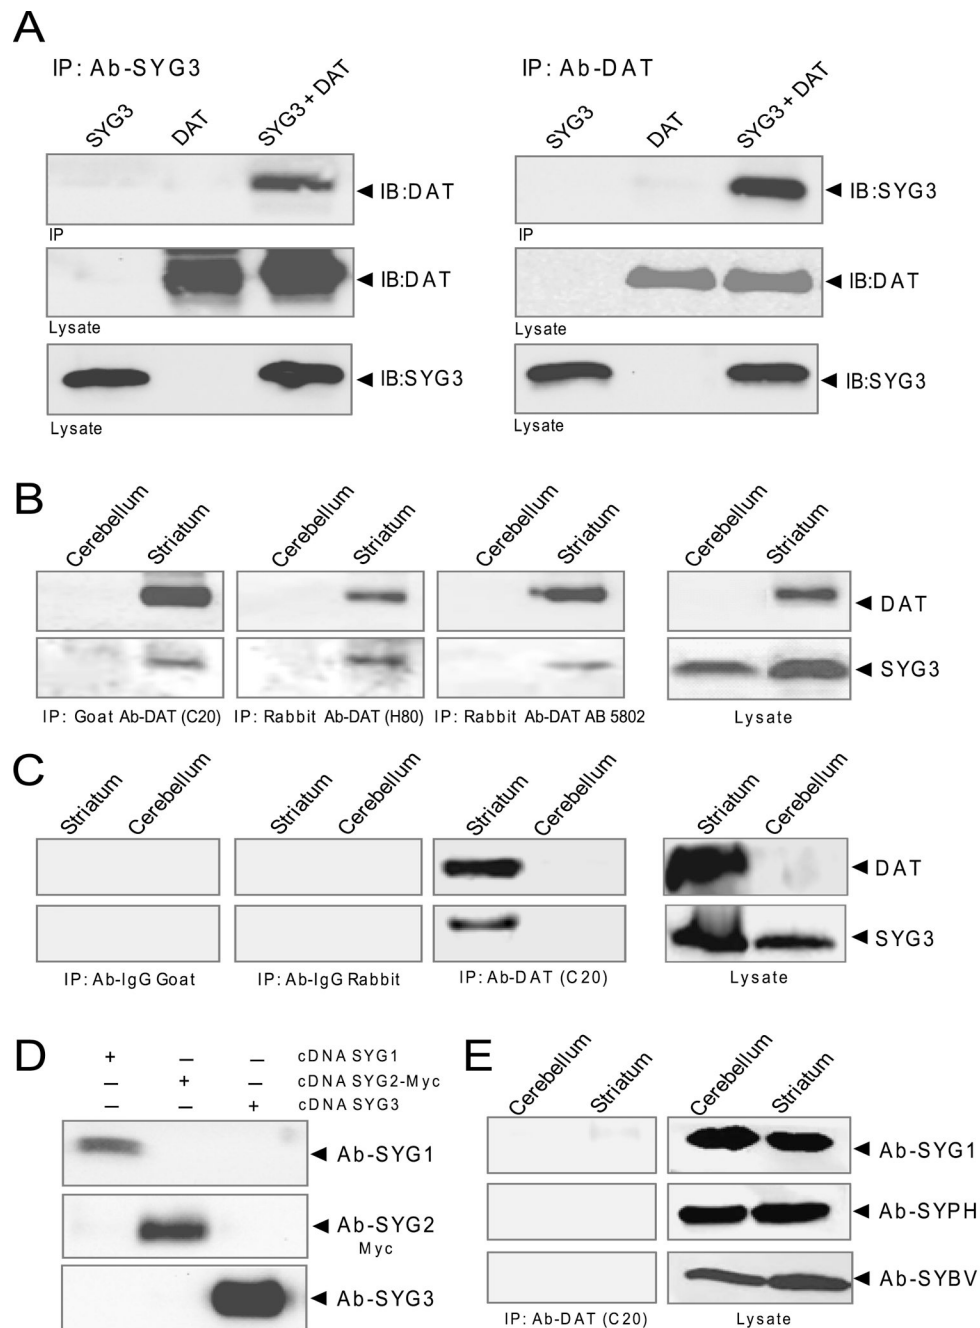 A
IP: Ab-SYG3
IP: Ab-DAT
SYG3 DAT SYG3 + DAT
SYG3 DAT SYG3 + DAT
IB:DAT
IB:SYG3
IP
IP
IB:DAT
IB:DAT
Lysate
Lysate
IB:SYG3
IB:SYG3
Lysate
Lysate
B
Cerebellum Striatum Cerebellum Striatum Cerebellum Striatum Cerebellum Striatum
DAT
SYG3
IP: Goat Ab-DAT (C20) IP: Rabbit Ab-DAT (H80) IP: Rabbit Ab-DAT AB 5802 Lysate
C
Striatum Cerebellum Striatum Cerebellum Striatum Cerebellum Striatum Cerebellum
DAT
SYG3
IP: Ab-IgG Goat IP: Ab-IgG Rabbit IP: Ab-DAT (C20) Lysate
D
+ – – cDNA SYG1
– + – cDNA SYG2-Myc
– – + cDNA SYG3
Ab-SYG1
Ab-SYG2
Myc
Ab-SYG3
E
Cerebellum Striatum Cerebellum Striatum
Ab-SYG1
Ab-SYPH
Ab-SYBV
IP: Ab-DAT (C20) Lysate